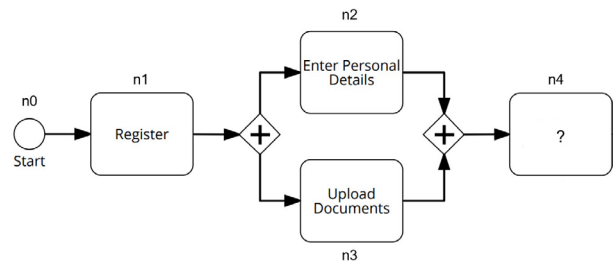 n0
Start
n1
Register
n2
Enter Personal
Details
Upload
Documents
n3
n4
?